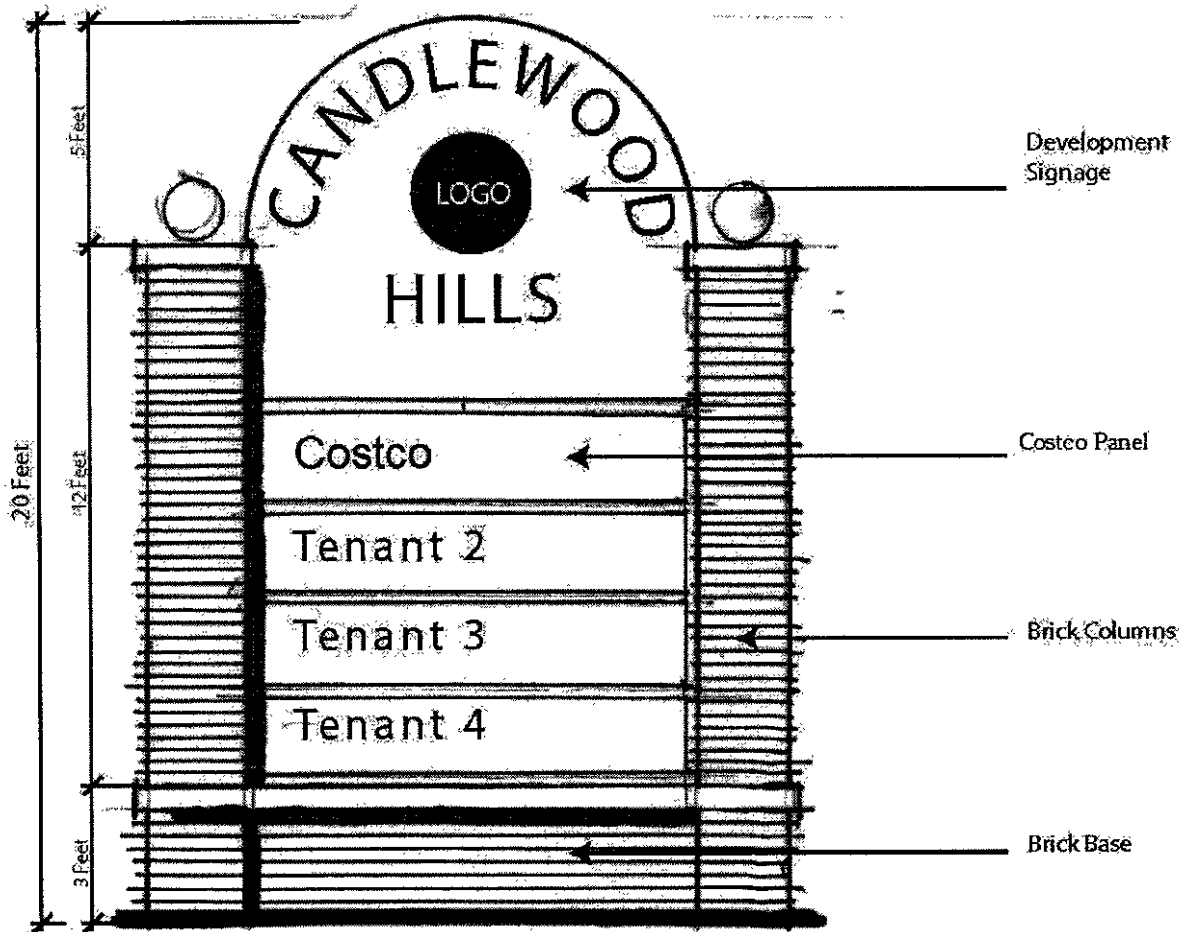 CANDLEWOOD
LOGO
HILLS
Costco
Tenant 2
Tenant 3
Tenant 4
20 Feet
5 Feet
12 Feet
3 Feet
Development
Signage
Costco Panel
Brick Columns
Brick Base